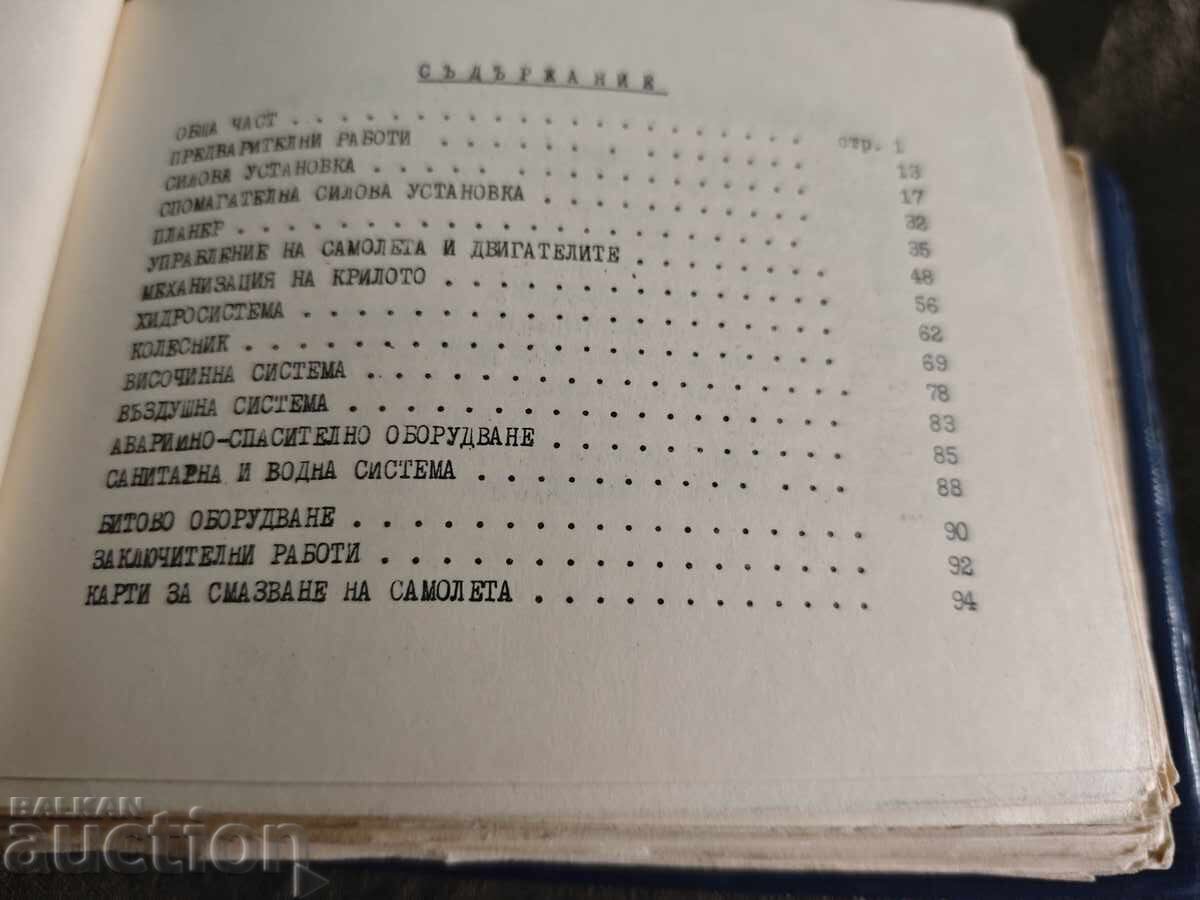 СЪДЪРЖАНИЕ
ОБЩА ЧАСТ . . . . . . . . . . . . . . . . . . . . стр. 1
ПРЕДВАРИТЕЛНИ РАБОТИ . . . . . . . . . . . . . . 13
СИЛОВА УСТАНОВКА . . . . . . . . . . . . . . . . . 17
СПОМАГАТЕЛНА СИЛОВА УСТАНОВКА . . . . . . . . . . 32
ПЛАНЕР . . . . . . . . . . . . . . . . . . . . . . 35
УПРАВЛЕНИЕ НА САМОЛЕТА И ДВИГАТЕЛИТЕ . . . . . . . 48
МЕХАНИЗАЦИЯ НА КРИЛОТО . . . . . . . . . . . . . . 56
ХИДРОСИСТЕМА . . . . . . . . . . . . . . . . . . . 62
КОЛЕСНИК . . . . . . . . . . . . . . . . . . . . . 69
ВИСОЧИННА СИСТЕМА . . . . . . . . . . . . . . . . 78
ВЪЗДУШНА СИСТЕМА . . . . . . . . . . . . . . . . . 83
АВАРИЙНО-СПАСИТЕЛНО ОБОРУДВАНЕ . . . . . . . . . . 85
САНИТАРНА И ВОДНА СИСТЕМА . . . . . . . . . . . . 88
БИТОВО ОБОРУДВАНЕ . . . . . . . . . . . . . . . . 90
ЗАКЛЮЧИТЕЛНИ РАБОТИ . . . . . . . . . . . . . . . 92
КАРТИ ЗА СМАЗВАНЕ НА САМОЛЕТА . . . . . . . . . . . 94
BALKAN
auction